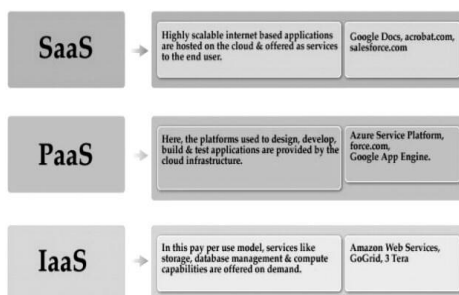 SaaS
Highly scalable internet based applications
are hosted on the cloud & offered as services
to the end user.
Google Docs, acrobat.com,
salesforce.com
PaaS
Here, the platforms used to design, develop,
build & test applications are provided by the
cloud infrastructure.
Azure Service Platform,
force.com,
Google App Engine.
IaaS
In this pay per use model, services like
storage, database management & compute
capabilities are offered on demand.
Amazon Web Services,
GoGrid, 3 Tera